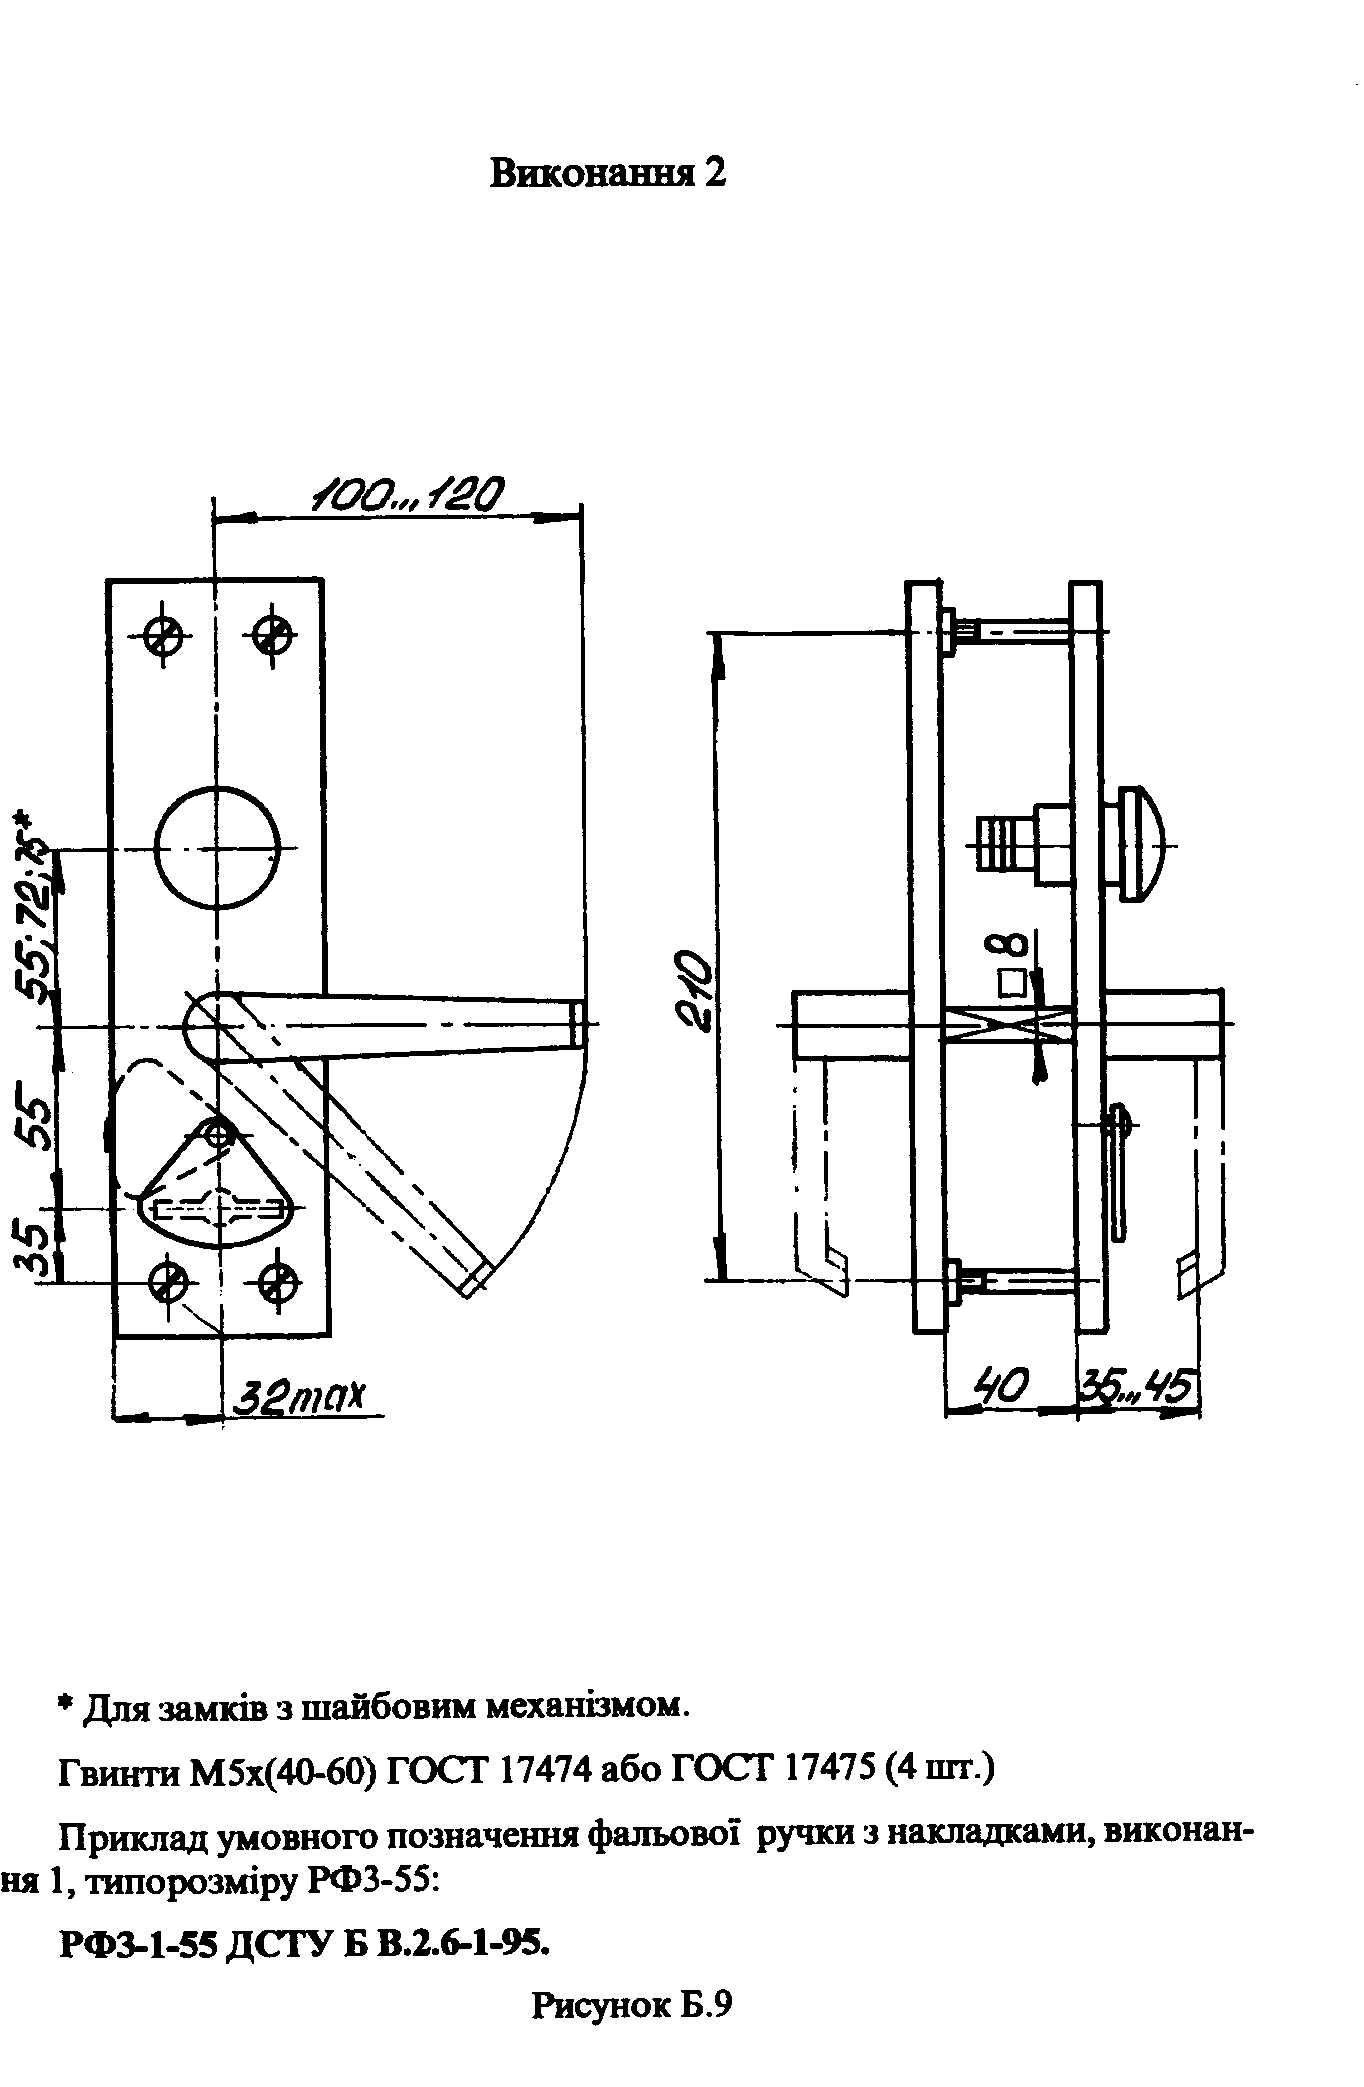 Виконання 2
100...120
55; 72; 75*
55
35
32max
210
□ 8
40
35...45
* Для замків з шайбовим механізмом.
Гвинти М5х(40-60) ГОСТ 17474 або ГОСТ 17475 (4 шт.)
Приклад умовного позначення фальової ручки з накладками, виконан-
ня 1, типорозміру РФ3-55:
РФ3-1-55 ДСТУ Б В.2.6-1-95.
Рисунок Б.9